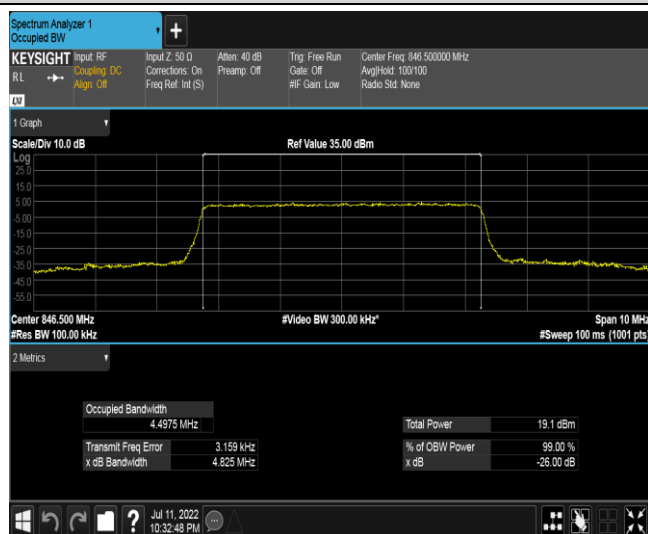 Spectrum Analyzer 1
Occupied BW
+
KEYSIGHT Input: RF Input Z: 50 Ω Atten: 40 dB Trig: Free Run Center Freq: 846.500000 MHz
RL Coupling: DC Corrections: On Preamp: Off Gate: Off Avg|Hold: 100/100
Align: Off Freq Ref: Int (S) #IF Gain: Low Radio Std: None
LXI
1 Graph
Scale/Div 10.0 dB Ref Value 35.00 dBm
Log
25.0
15.0
5.00
-5.00
-15.0
-25.0
-35.0
-45.0
-55.0
Center 846.500 MHz #Video BW 300.00 kHz* Span 10 MHz
#Res BW 100.00 kHz #Sweep 100 ms (1001 pts)
2 Metrics
Occupied Bandwidth
4.4975 MHz Total Power 19.1 dBm
Transmit Freq Error 3.159 kHz % of OBW Power 99.00 %
x dB Bandwidth 4.825 MHz x dB -26.00 dB
? Jul 11, 2022
10:32:48 PM